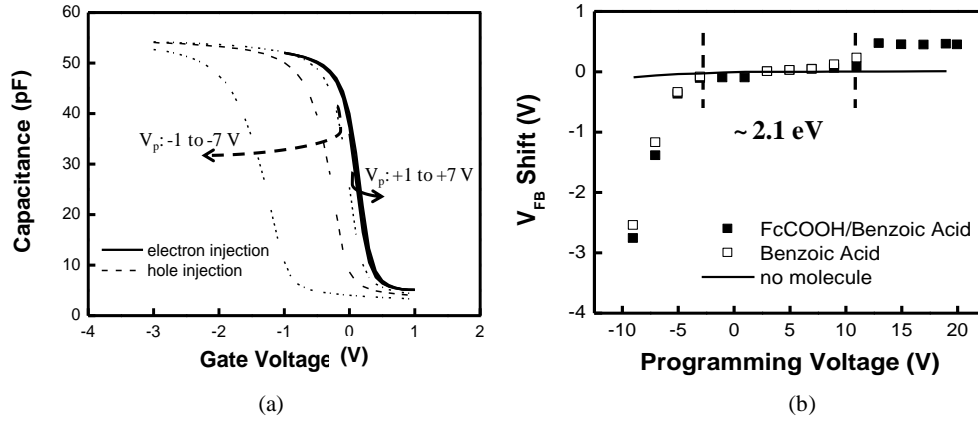 60
50
40
30
20
10
0
-4
-3
-2
-1
0
1
2
Capacitance (pF)
Gate Voltage (V)
Vₚ: -1 to -7 V
Vₚ: +1 to +7 V
electron injection
hole injection
(a)
1
0
-1
-2
-3
-4
-10
-5
0
5
10
15
20
V_FB Shift (V)
Programming Voltage (V)
~ 2.1 eV
FcCOOH/Benzoic Acid
Benzoic Acid
no molecule
(b)